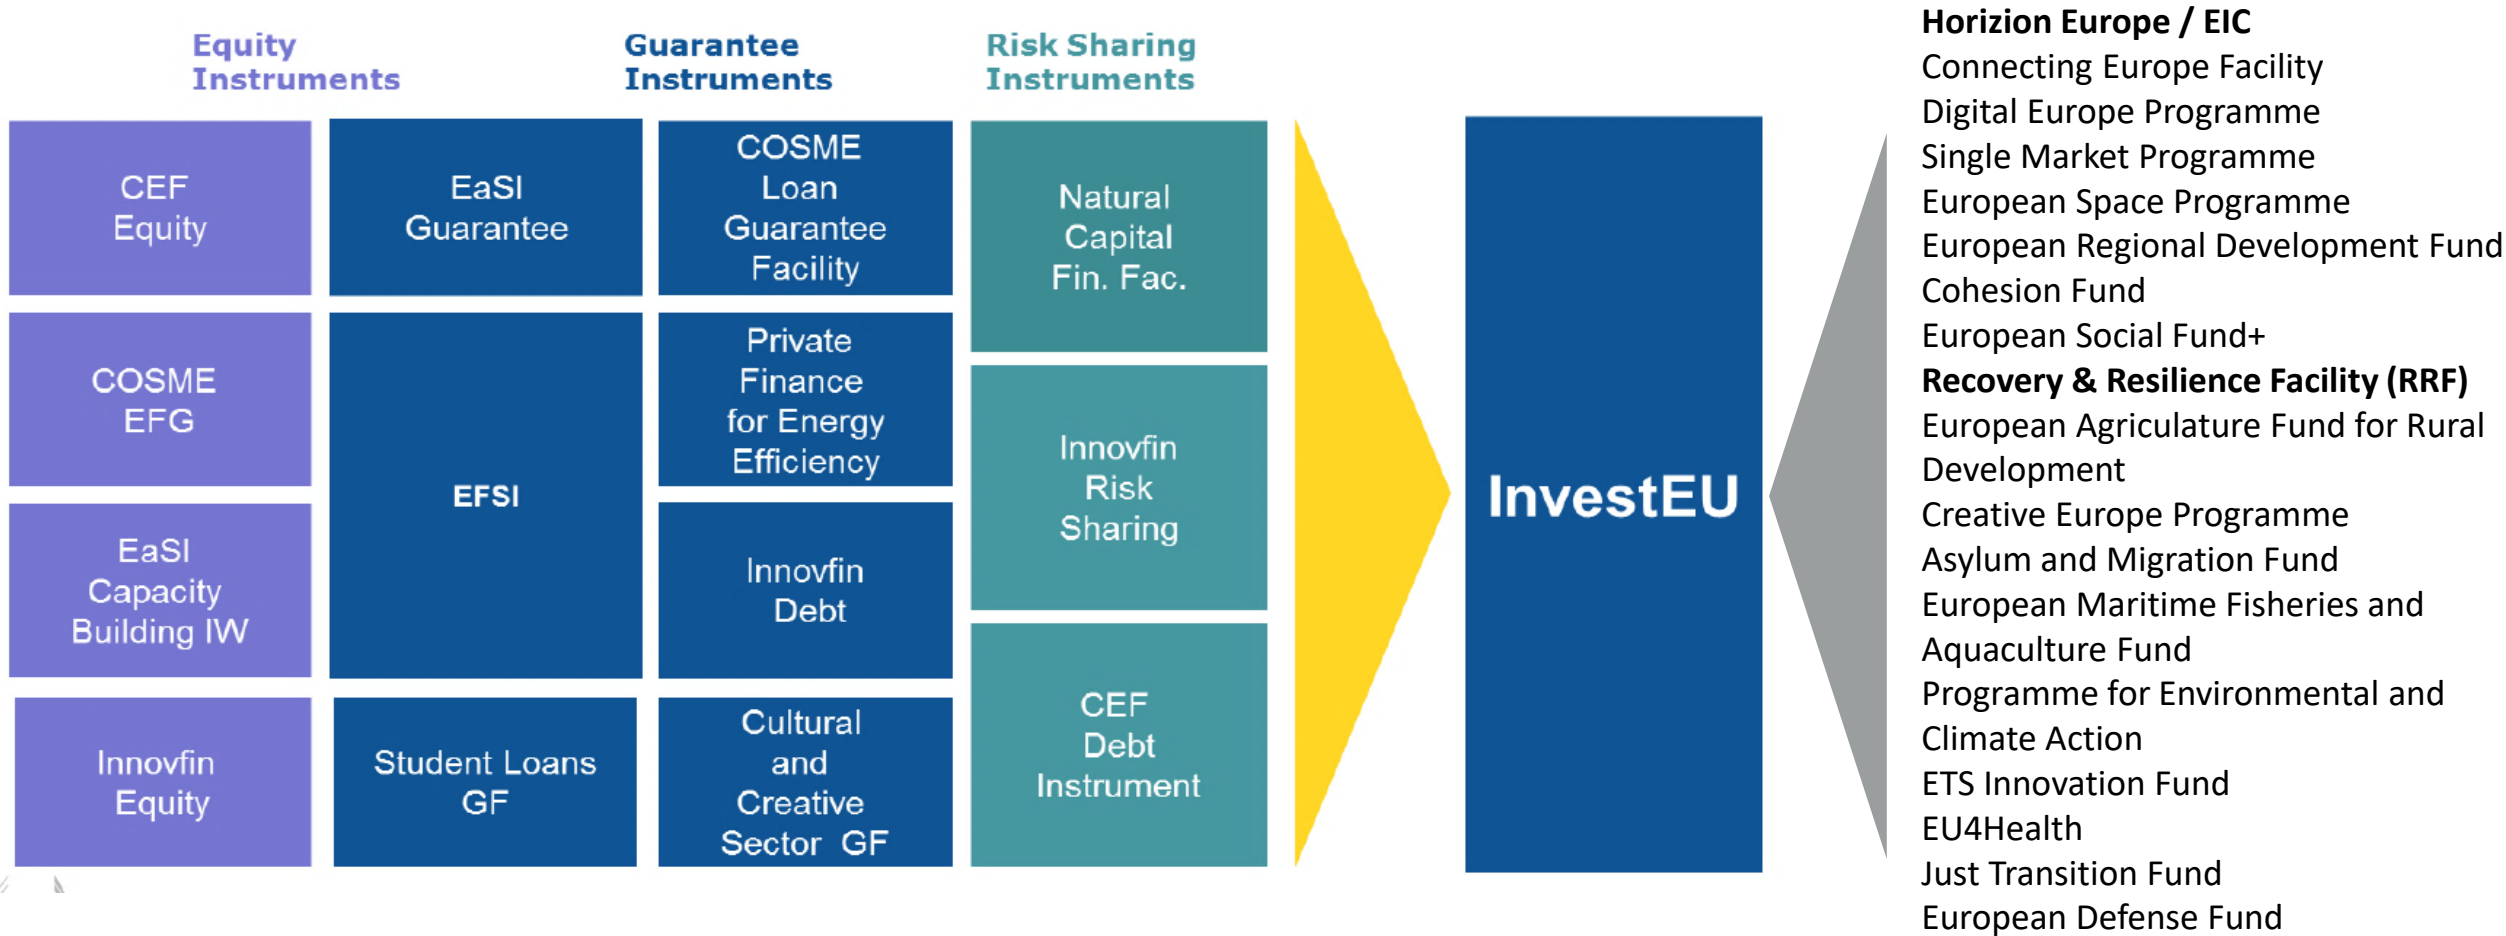 Equity
Instruments
Guarantee
Instruments
Risk Sharing
Instruments
CEF
Equity
COSME
EFG
EaSI
Capacity
Building IW
Innovfin
Equity
EaSI
Guarantee
EFSI
Student Loans
GF
COSME
Loan
Guarantee
Facility
Private
Finance
for Energy
Efficiency
Innovfin
Debt
Cultural
and
Creative
Sector GF
Natural
Capital
Fin. Fac.
Innovfin
Risk
Sharing
CEF
Debt
Instrument
InvestEU
Horizion Europe / EIC
Connecting Europe Facility
Digital Europe Programme
Single Market Programme
European Space Programme
European Regional Development Fund
Cohesion Fund
European Social Fund+
Recovery & Resilience Facility (RRF)
European Agriculature Fund for Rural
Development
Creative Europe Programme
Asylum and Migration Fund
European Maritime Fisheries and
Aquaculture Fund
Programme for Environmental and
Climate Action
ETS Innovation Fund
EU4Health
Just Transition Fund
European Defense Fund